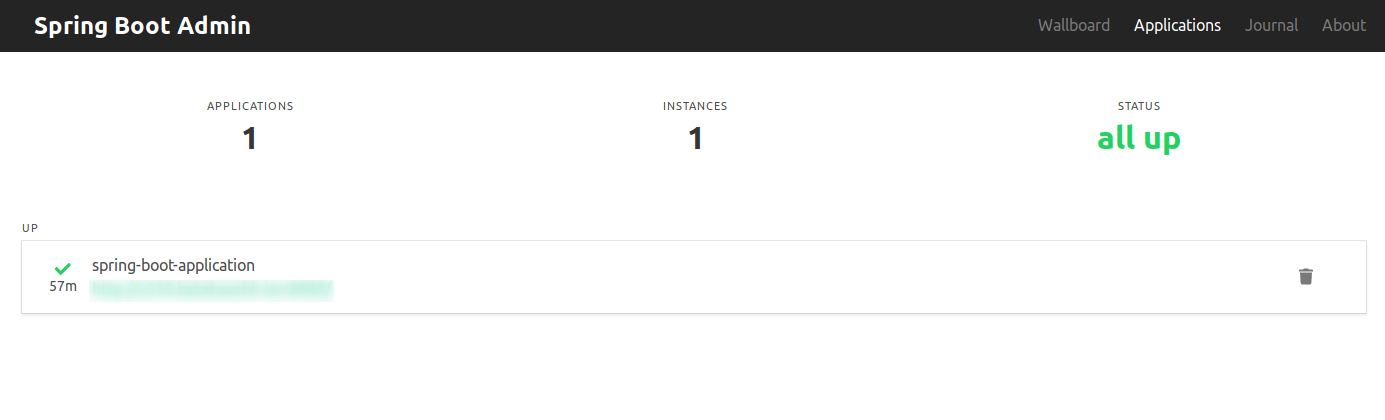 Spring Boot Admin
Wallboard Applications Journal About
APPLICATIONS INSTANCES STATUS
1 1 all up
UP
spring-boot-application
57m